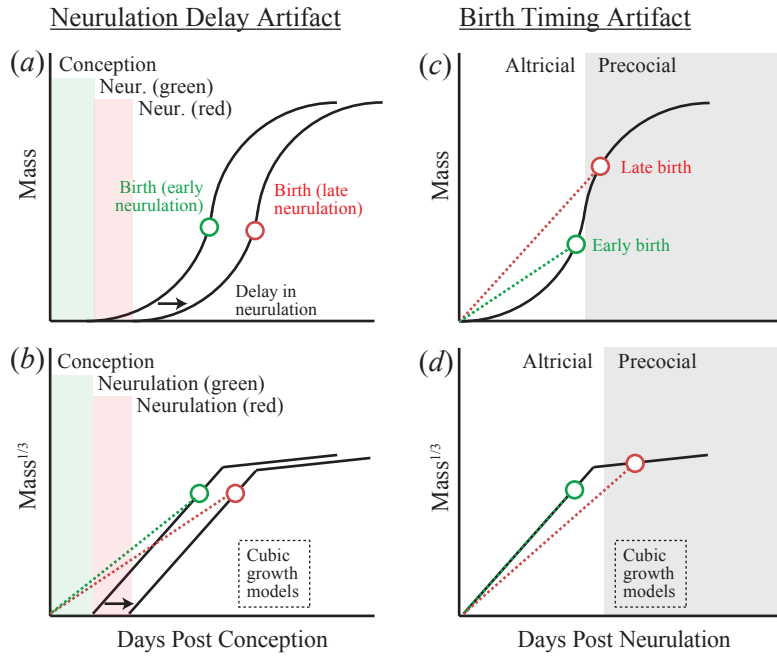 Neurulation Delay Artifact
Birth Timing Artifact
(a)
Conception
Neur. (green)
Neur. (red)
Mass
Birth (early
neurulation)
Birth (late
neurulation)
Delay in
neurulation
(c)
Altricial
Precocial
Mass
Late birth
Early birth
(b)
Conception
Neurulation (green)
Neurulation (red)
Mass1/3
Cubic
growth
models
Days Post Conception
(d)
Altricial
Precocial
Mass1/3
Cubic
growth
models
Days Post Neurulation